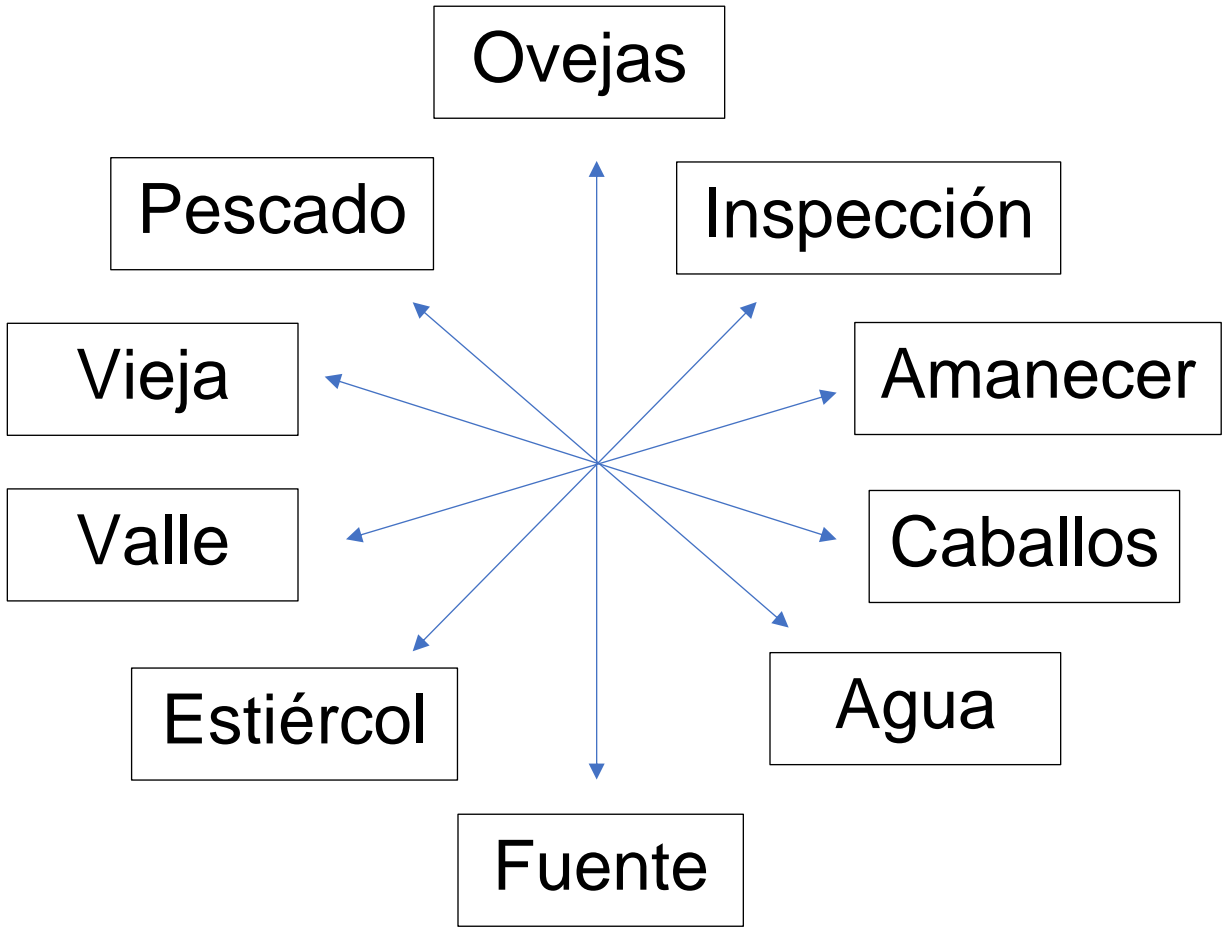 Ovejas
Pescado
Inspección
Vieja
Amanecer
Valle
Caballos
Estiércol
Agua
Fuente